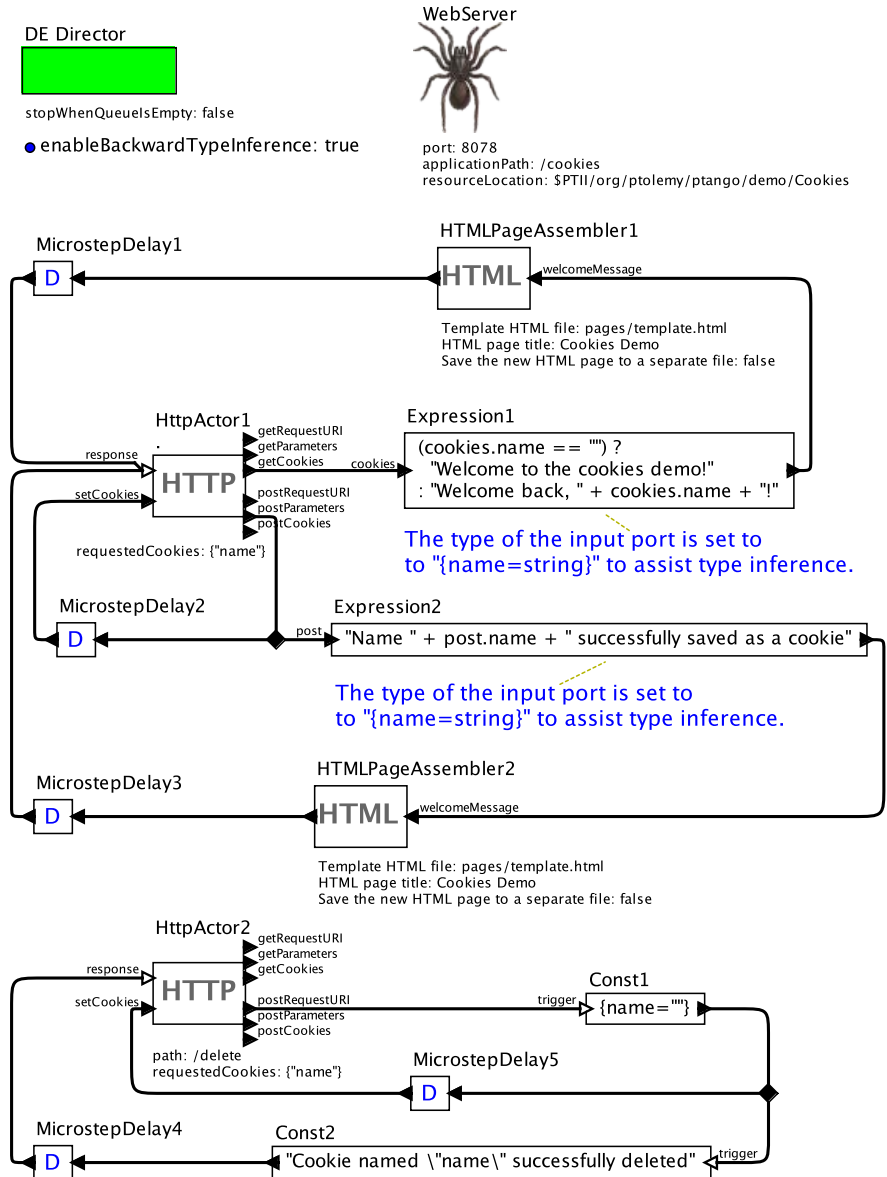 DE Director
stopWhenQueueIsEmpty: false
enableBackwardTypeInference: true
WebServer
port: 8078
applicationPath: /cookies
resourceLocation: $PTII/org/ptolemy/ptango/demo/Cookies
MicrostepDelay1
D
HTMLPageAssembler1
HTML
welcomeMessage
Template HTML file: pages/template.html
HTML page title: Cookies Demo
Save the new HTML page to a separate file: false
HttpActor1
.
HTTP
response
setCookies
getRequestURI
getParameters
getCookies
postRequestURI
postParameters
postCookies
requestedCookies: {"name"}
Expression1
cookies
(cookies.name == "") ?
"Welcome to the cookies demo!"
: "Welcome back, " + cookies.name + "!"
The type of the input port is set to
to "{name=string}" to assist type inference.
MicrostepDelay2
D
Expression2
post
"Name " + post.name + " successfully saved as a cookie"
The type of the input port is set to
to "{name=string}" to assist type inference.
MicrostepDelay3
D
HTMLPageAssembler2
HTML
welcomeMessage
Template HTML file: pages/template.html
HTML page title: Cookies Demo
Save the new HTML page to a separate file: false
HttpActor2
HTTP
response
setCookies
getRequestURI
getParameters
getCookies
postRequestURI
postParameters
postCookies
path: /delete
requestedCookies: {"name"}
Const1
trigger
{name=""}
MicrostepDelay5
D
MicrostepDelay4
D
Const2
"Cookie named \"name\" successfully deleted"
trigger